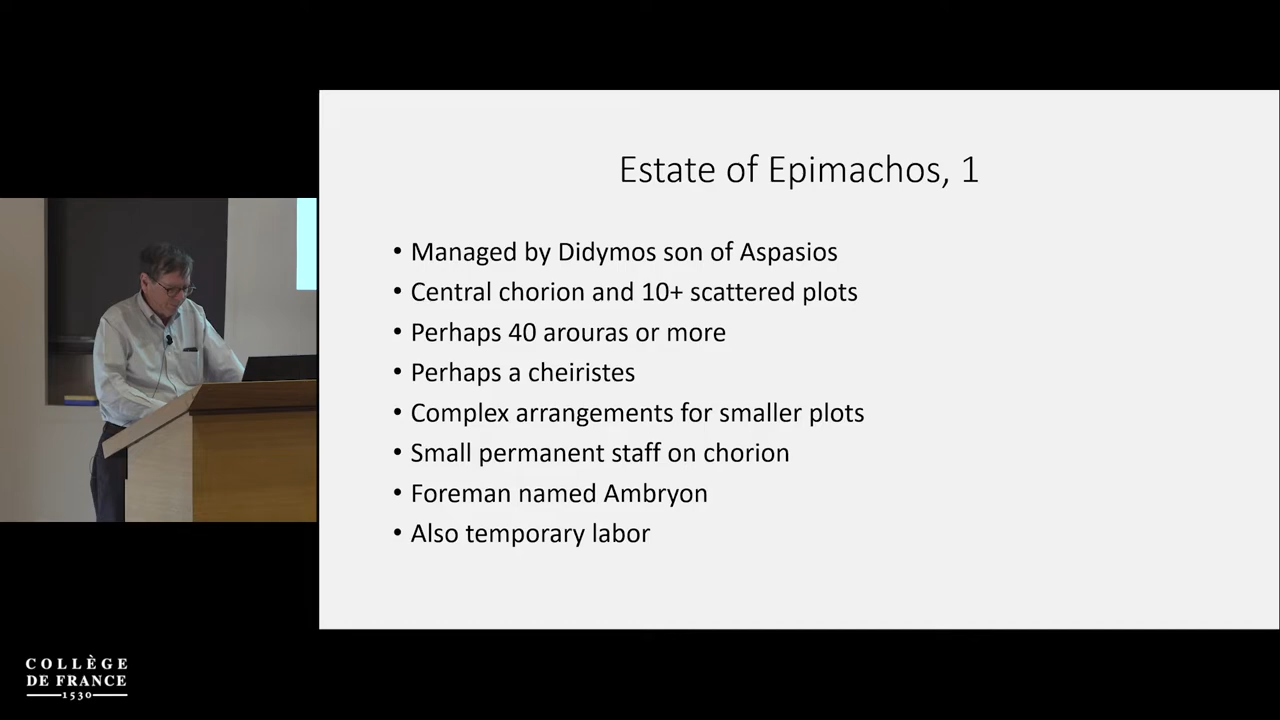 Estate of Epimachos, 1
• Managed by Didymos son of Aspasios
• Central chorion and 10+ scattered plots
• Perhaps 40 arouras or more
• Perhaps a cheiristes
• Complex arrangements for smaller plots
• Small permanent staff on chorion
• Foreman named Ambryon
• Also temporary labor
COLLÈGE
DE FRANCE
1530